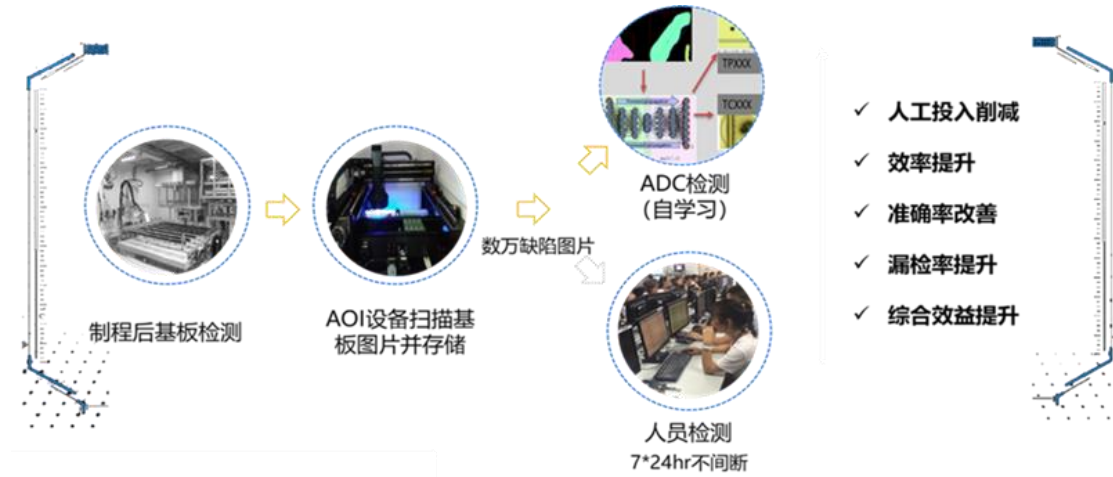 制程后基板检测
AOI设备扫描基
板图片并存储
数万缺陷图片
TPXXX
TCXXX
ADC检测
（自学习）
人员检测
7*24hr不间断
✓ 人工投入削减
✓ 效率提升
✓ 准确率改善
✓ 漏检率提升
✓ 综合效益提升